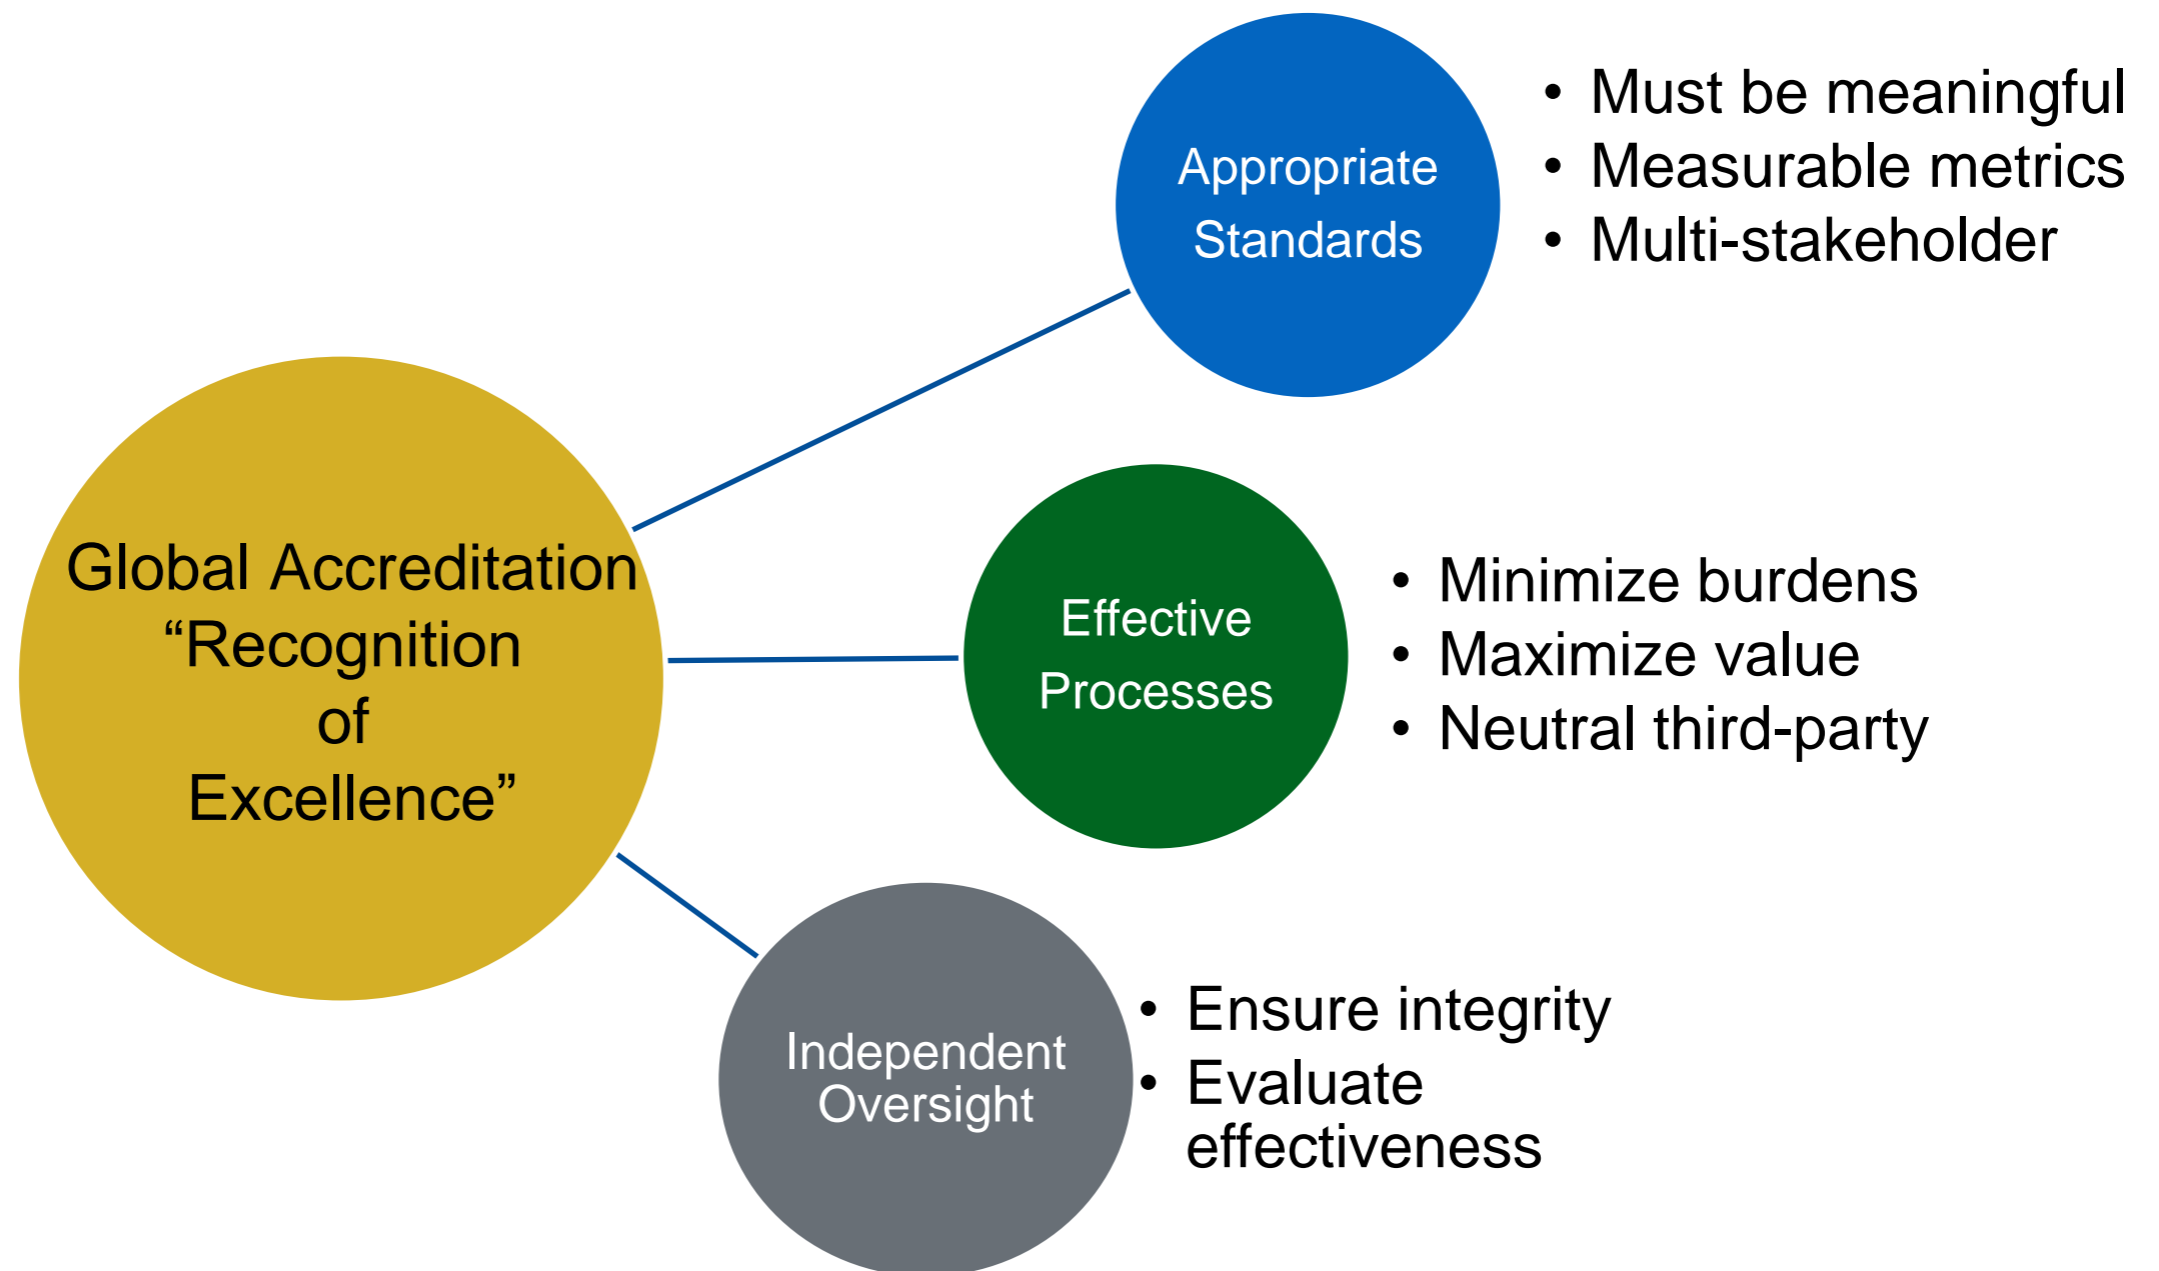 Global Accreditation
“Recognition
of
Excellence”
Appropriate
Standards
• Must be meaningful
• Measurable metrics
• Multi-stakeholder
Effective
Processes
• Minimize burdens
• Maximize value
• Neutral third-party
Independent
Oversight
• Ensure integrity
• Evaluate
effectiveness